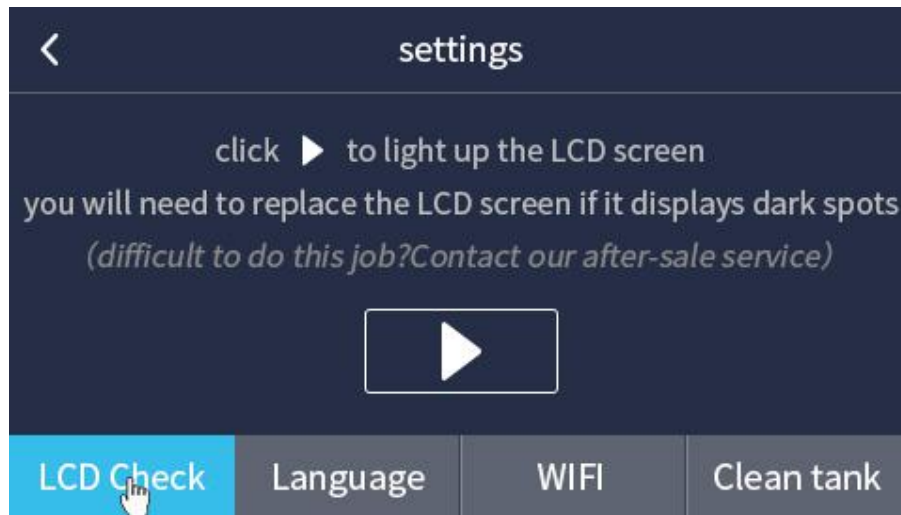 settings
click to light up the LCD screen
you will need to replace the LCD screen if it displays dark spots
(difficult to do this job?Contact our after-sale service)
LCD Check
Language
WIFI
Clean tank